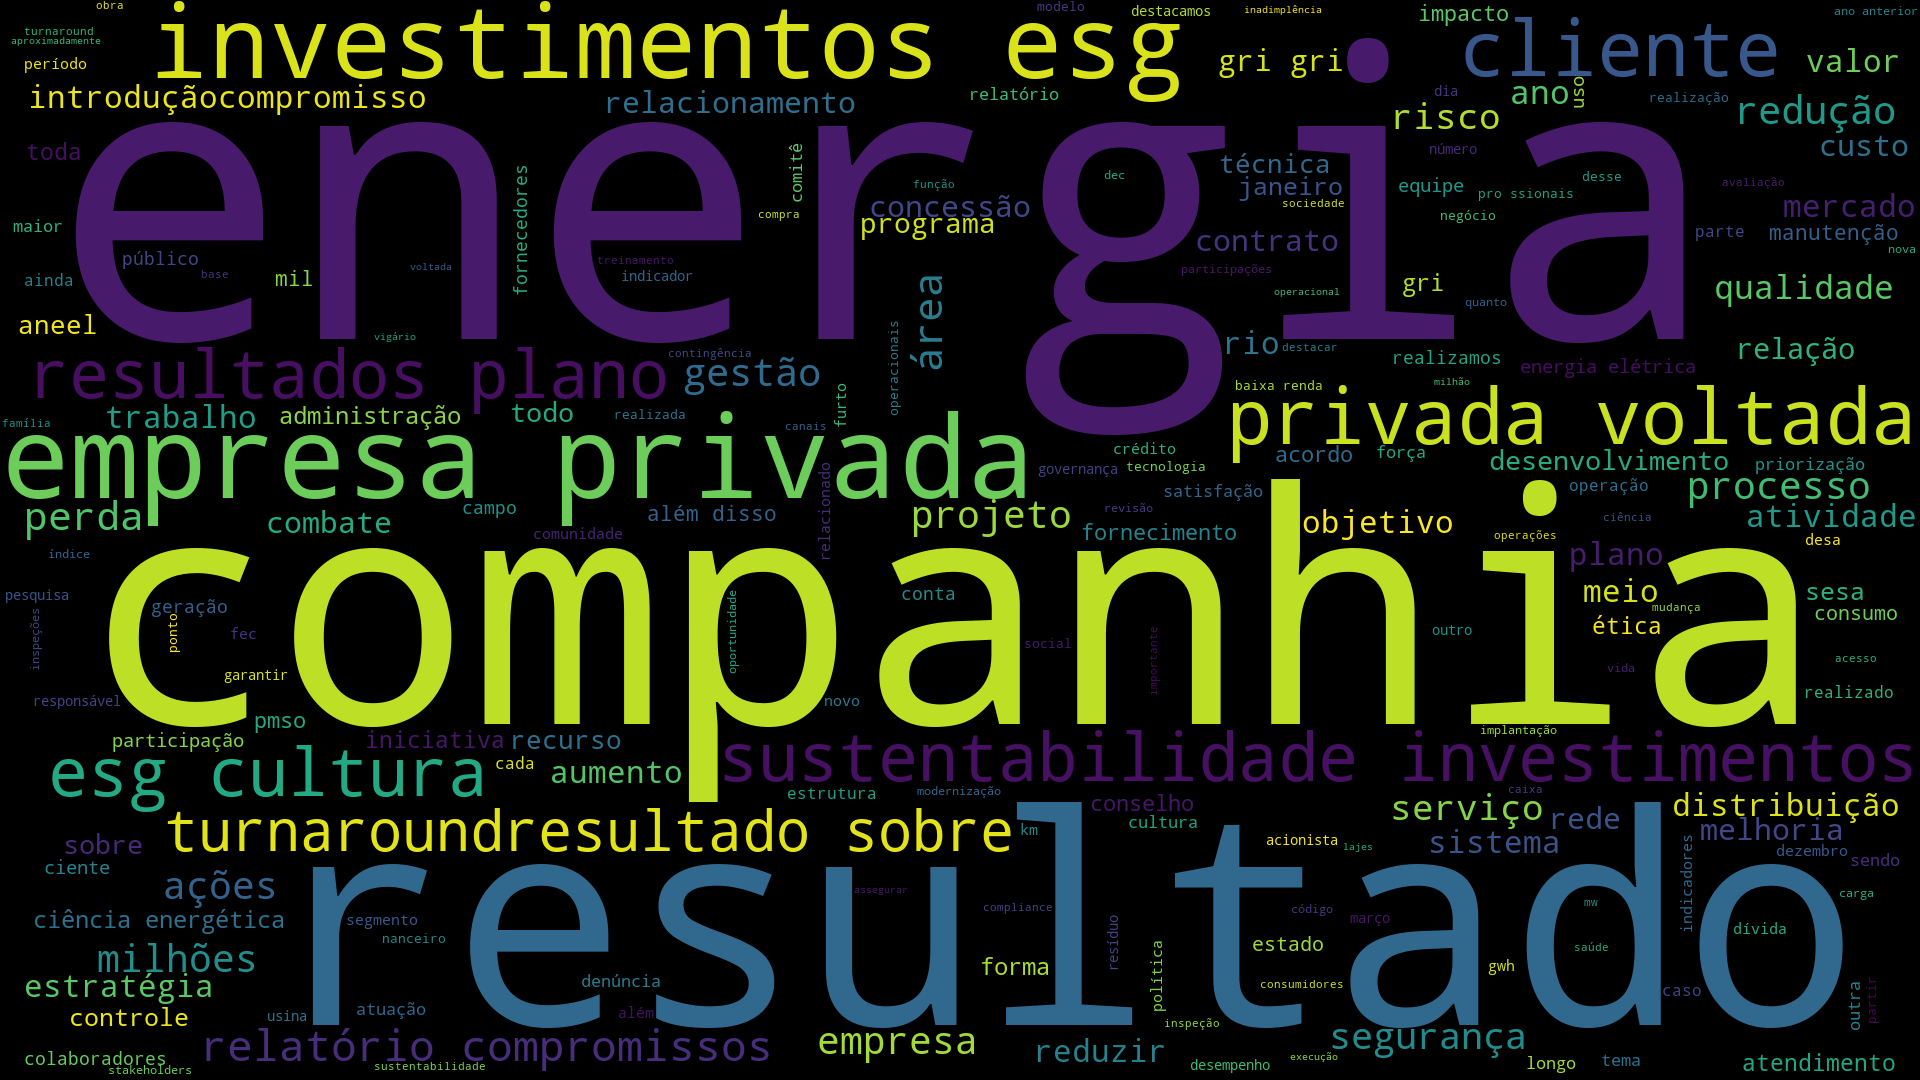 obra
modelo
destacamos
inadimplência
impacto
ano anterior
investimentos esg
cliente
turnaround
aproximadamente
período
gri gri
valor
introduçãocompromisso
relacionamento
relatório
dia
ano
uso
realização
risco
redução
energia
toda
comitê
número
custo
fornecedores
função
dec
técnica
janeiro
equipe
pro ssionais
desse
avaliação
sociedade
maior
compra
concessão
programa
negócio
mercado
público
contrato
parte
manutenção
nova
ainda
base
mil
voltada
treinamento
indicador
participações
operacional
gri
quanto
qualidade
aneel
vigário
operacionais
área
rio
destacar
realizamos
relação
resultados plano
contingência
gestão
energia elétrica
baixa renda
milhão
família
trabalho
administração
todo
realizada
furto
canais
privada voltada
empresa privada
crédito
governança
tecnologia
acordo
força
desenvolvimento
priorização
perda
combate
campo
além disso
relacionado
projeto
satisfação
revisão
operação
processo
comunidade
fornecimento
objetivo
operações
ciência
atividade
desa
índice
companhia
plano
pesquisa
inspeções
geração
ponto
fec
oportunidade
conta
meio
mudança
sesa
consumo
ética
outro
social
importante
garantir
vida
acesso
responsável
pmso
novo
realizado
participação
iniciativa
recurso
implantação
esg cultura
cada
aumento
sustentabilidade investimentos
estrutura
modernização
caixa
conselho
cultura
serviço
distribuição
turnaroundresultado sobre
km
rede
melhoria
sobre
acionista
lajes
sistema
dezembro
sendo
ciente
resultado
ações
assegurar
indicadores
carga
ciência energética
segmento
compliance
código
março
mw
dívida
nanceiro
resíduo
política
estado
saúde
milhões
forma
gwh
estratégia
denúncia
consumidores
caso
outra
partir
controle
usina
atuação
além
inspeção
relatório compromissos
empresa
reduzir
segurança
colaboradores
stakeholders
sustentabilidade
desempenho
execução
longo
tema
atendimento